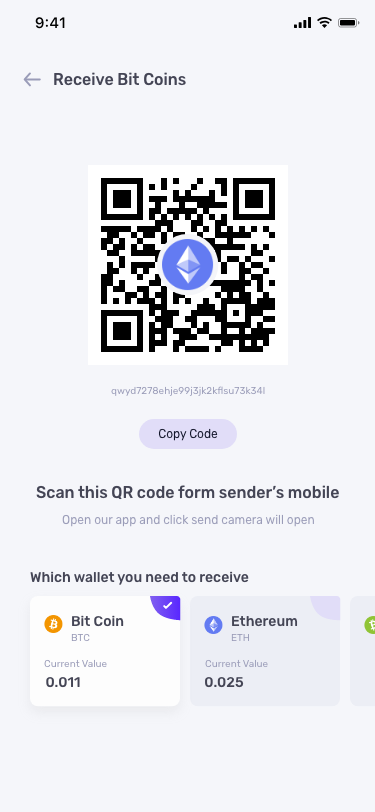 9:41
Receive Bit Coins
qwyd7278ehje99j3jk2kflsu73k34l
Copy Code
Scan this QR code form sender's mobile
Open our app and click send camera will open
Which wallet you need to receive
Bit Coin
BTC
Current Value
0.011
Ethereum
ETH
Current Value
0.025